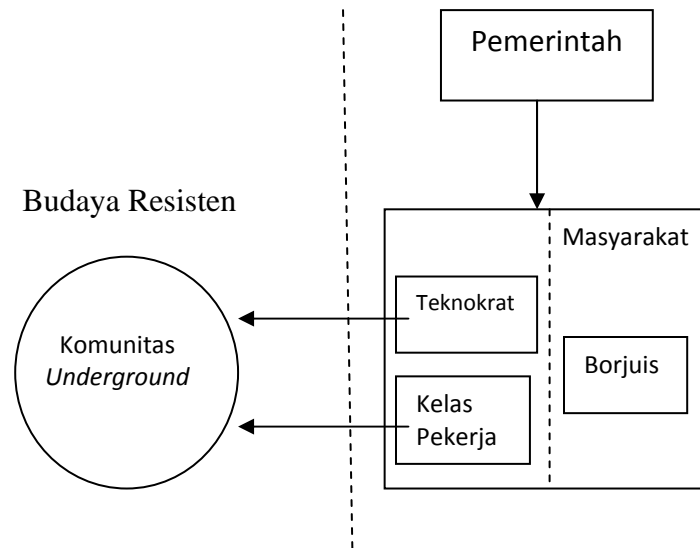 Pemerintah
Budaya Resisten
Masyarakat
Teknokrat
Komunitas
Underground
Borjuis
Kelas
Pekerja